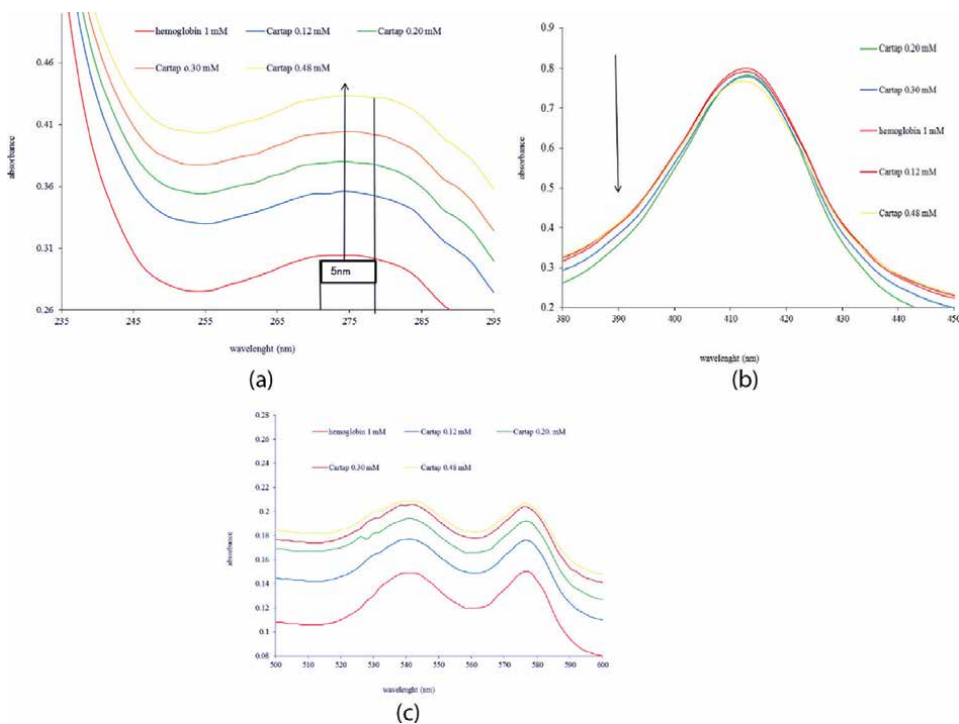 hemoglobin 1 mM Cartap 0.12 mM Cartap 0.20 mM
Cartap o.30 mM Cartap 0.48 mM
absorbance
0.46
0.41
0.36
0.31
0.26
5nm
235 245 255 265 275 285 295
wavelenght (nm)
(a)
absorbance
0.9
0.8
0.7
0.6
0.5
0.4
0.3
0.2
380 390 400 410 420 430 440 450
wavelenght (nm)
Cartap 0.20 mM
Cartap 0.30 mM
hemoglobin 1 mM
Cartap 0.12 mM
Cartap 0.48 mM
(b)
hemoglobin 1 mM Cartap 0.12 mM Cartap 0.20. mM
Cartap 0.30 mM Cartap 0.48 mM
absorbance
0.28
0.26
0.24
0.22
0.2
0.18
0.16
0.14
0.12
0.1
0.08
500 510 520 530 540 550 560 570 580 590 600
wavelenght (nm)
(c)